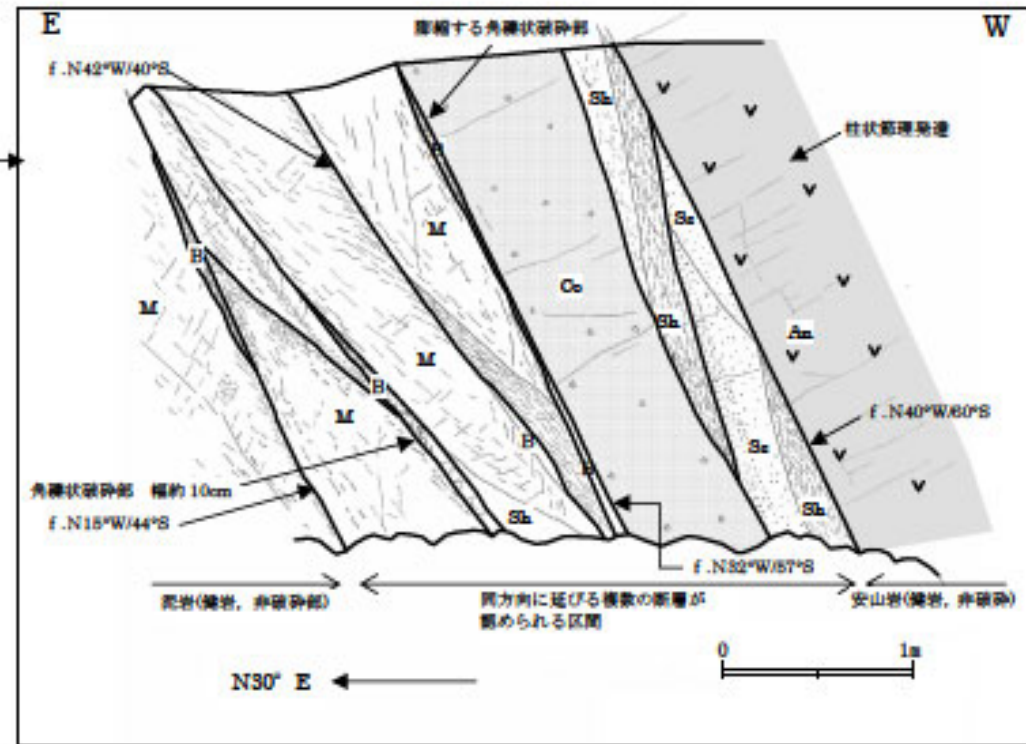 E
W
膨縮する角礫状破砕部
f.N42°W/40°S
Sh
柱状節理発達
B
Ss
M
B
Co
M
Sh
An
M
B
M
f.N40°W/60°S
B
B
Ss
角礫状破砕部 幅約10cm
Sh
Sh
f.N18°W/44°S
f.N32°W/57°S
泥岩(健岩, 非破砕部)
同方向に延びる複数の断層が
認められる区間
安山岩(健岩, 非破砕)
0
1m
N30° E